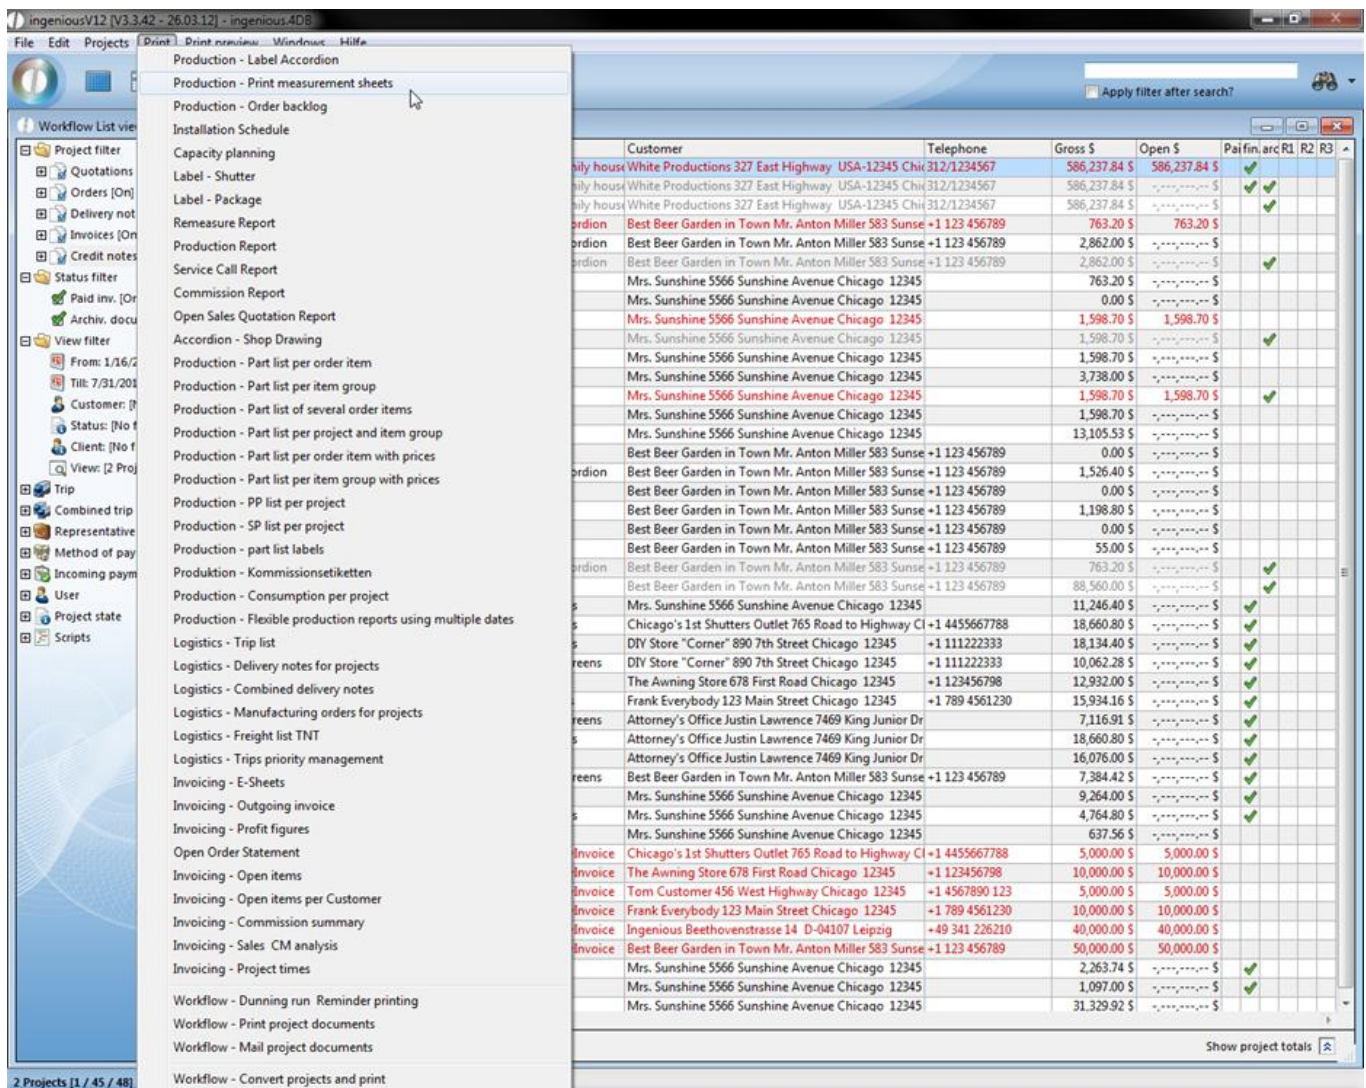 ingeniousV12 [V3.3.42 - 26.03.12] - ingenious.4DB
File Edit Projects Print Print preview Windows Hilfe
Apply filter after search?
Workflow List vie
Project filter
Quotations
Orders [On]
Delivery not
Invoices [On
Credit notes
Status filter
Paid inv. [Or
Archiv. docu
View filter
From: 1/16/2
Till: 7/31/201
Customer: [N
Status: [No f
Client: [No f
View: [2 Proj
Trip
Combined trip
Representative
Method of pay
Incoming paym
User
Project state
Scripts
Production - Label Accordion
Production - Print measurement sheets
Production - Order backlog
Installation Schedule
Capacity planning
Label - Shutter
Label - Package
Remeasure Report
Production Report
Service Call Report
Commission Report
Open Sales Quotation Report
Accordion - Shop Drawing
Production - Part list per order item
Production - Part list per item group
Production - Part list of several order items
Production - Part list per project and item group
Production - Part list per order item with prices
Production - Part list per item group with prices
Production - PP list per project
Production - SP list per project
Production - part list labels
Produktion - Kommissionsetiketten
Production - Consumption per project
Production - Flexible production reports using multiple dates
Logistics - Trip list
Logistics - Delivery notes for projects
Logistics - Combined delivery notes
Logistics - Manufacturing orders for projects
Logistics - Freight list TNT
Logistics - Trips priority management
Invoicing - E-Sheets
Invoicing - Outgoing invoice
Invoicing - Profit figures
Open Order Statement
Invoicing - Open items
Invoicing - Open items per Customer
Invoicing - Commission summary
Invoicing - Sales CM analysis
Invoicing - Project times
Workflow - Dunning run Reminder printing
Workflow - Print project documents
Workflow - Mail project documents
Workflow - Convert projects and print
Customer Telephone Gross $ Open $ Pai fin. arc R1 R2 R3
nily house White Productions 327 East Highway USA-12345 Chi 312/1234567 586,237.84 $ 586,237.84 $
nily house White Productions 327 East Highway USA-12345 Chi 312/1234567 586,237.84 $ -,---,---.-- $
nily house White Productions 327 East Highway USA-12345 Chi 312/1234567 586,237.84 $ -,---,---.-- $
ordion Best Beer Garden in Town Mr. Anton Miller 583 Sunse +1 123 456789 763.20 $ 763.20 $
ordion Best Beer Garden in Town Mr. Anton Miller 583 Sunse +1 123 456789 2,862.00 $ -,---,---.-- $
ordion Best Beer Garden in Town Mr. Anton Miller 583 Sunse +1 123 456789 2,862.00 $ -,---,---.-- $
Mrs. Sunshine 5566 Sunshine Avenue Chicago 12345 763.20 $ -,---,---.-- $
Mrs. Sunshine 5566 Sunshine Avenue Chicago 12345 0.00 $ -,---,---.-- $
Mrs. Sunshine 5566 Sunshine Avenue Chicago 12345 1,598.70 $ 1,598.70 $
Mrs. Sunshine 5566 Sunshine Avenue Chicago 12345 1,598.70 $ -,---,---.-- $
Mrs. Sunshine 5566 Sunshine Avenue Chicago 12345 1,598.70 $ -,---,---.-- $
Mrs. Sunshine 5566 Sunshine Avenue Chicago 12345 3,738.00 $ -,---,---.-- $
Mrs. Sunshine 5566 Sunshine Avenue Chicago 12345 1,598.70 $ 1,598.70 $
Mrs. Sunshine 5566 Sunshine Avenue Chicago 12345 1,598.70 $ -,---,---.-- $
Mrs. Sunshine 5566 Sunshine Avenue Chicago 12345 13,105.53 $ -,---,---.-- $
Best Beer Garden in Town Mr. Anton Miller 583 Sunse +1 123 456789 0.00 $ -,---,---.-- $
ordion Best Beer Garden in Town Mr. Anton Miller 583 Sunse +1 123 456789 1,526.40 $ -,---,---.-- $
Best Beer Garden in Town Mr. Anton Miller 583 Sunse +1 123 456789 0.00 $ -,---,---.-- $
Best Beer Garden in Town Mr. Anton Miller 583 Sunse +1 123 456789 1,198.80 $ -,---,---.-- $
Best Beer Garden in Town Mr. Anton Miller 583 Sunse +1 123 456789 0.00 $ -,---,---.-- $
Best Beer Garden in Town Mr. Anton Miller 583 Sunse +1 123 456789 55.00 $ -,---,---.-- $
ordion Best Beer Garden in Town Mr. Anton Miller 583 Sunse +1 123 456789 763.20 $ -,---,---.-- $
Best Beer Garden in Town Mr. Anton Miller 583 Sunse +1 123 456789 88,560.00 $ -,---,---.-- $
s Mrs. Sunshine 5566 Sunshine Avenue Chicago 12345 11,246.40 $ -,---,---.-- $
s Chicago's 1st Shutters Outlet 765 Road to Highway Cl +1 4455667788 18,660.80 $ -,---,---.-- $
s DIY Store "Corner" 890 7th Street Chicago 12345 +1 111222333 18,134.40 $ -,---,---.-- $
reens DIY Store "Corner" 890 7th Street Chicago 12345 +1 111222333 10,062.28 $ -,---,---.-- $
The Awning Store 678 First Road Chicago 12345 +1 123456798 12,932.00 $ -,---,---.-- $
s Frank Everybody 123 Main Street Chicago 12345 +1 789 4561230 15,934.16 $ -,---,---.-- $
reens Attorney's Office Justin Lawrence 7469 King Junior Dr 7,116.91 $ -,---,---.-- $
s Attorney's Office Justin Lawrence 7469 King Junior Dr 18,660.80 $ -,---,---.-- $
Attorney's Office Justin Lawrence 7469 King Junior Dr 16,076.00 $ -,---,---.-- $
reens Best Beer Garden in Town Mr. Anton Miller 583 Sunse +1 123 456789 7,384.42 $ -,---,---.-- $
Mrs. Sunshine 5566 Sunshine Avenue Chicago 12345 9,264.00 $ -,---,---.-- $
s Mrs. Sunshine 5566 Sunshine Avenue Chicago 12345 4,764.80 $ -,---,---.-- $
Mrs. Sunshine 5566 Sunshine Avenue Chicago 12345 637.56 $ -,---,---.-- $
Invoice Chicago's 1st Shutters Outlet 765 Road to Highway Cl +1 4455667788 5,000.00 $ 5,000.00 $
Invoice The Awning Store 678 First Road Chicago 12345 +1 123456798 10,000.00 $ 10,000.00 $
Invoice Tom Customer 456 West Highway Chicago 12345 +1 4567890 123 5,000.00 $ 5,000.00 $
Invoice Frank Everybody 123 Main Street Chicago 12345 +1 789 4561230 10,000.00 $ 10,000.00 $
Invoice Ingenious Beethovenstrasse 14 D-04107 Leipzig +49 341 226210 40,000.00 $ 40,000.00 $
Invoice Best Beer Garden in Town Mr. Anton Miller 583 Sunse +1 123 456789 50,000.00 $ 50,000.00 $
Mrs. Sunshine 5566 Sunshine Avenue Chicago 12345 2,263.74 $ -,---,---.-- $
Mrs. Sunshine 5566 Sunshine Avenue Chicago 12345 1,097.00 $ -,---,---.-- $
Mrs. Sunshine 5566 Sunshine Avenue Chicago 12345 31,329.92 $ -,---,---.-- $
Show project totals
2 Projects [1 / 45 / 48]